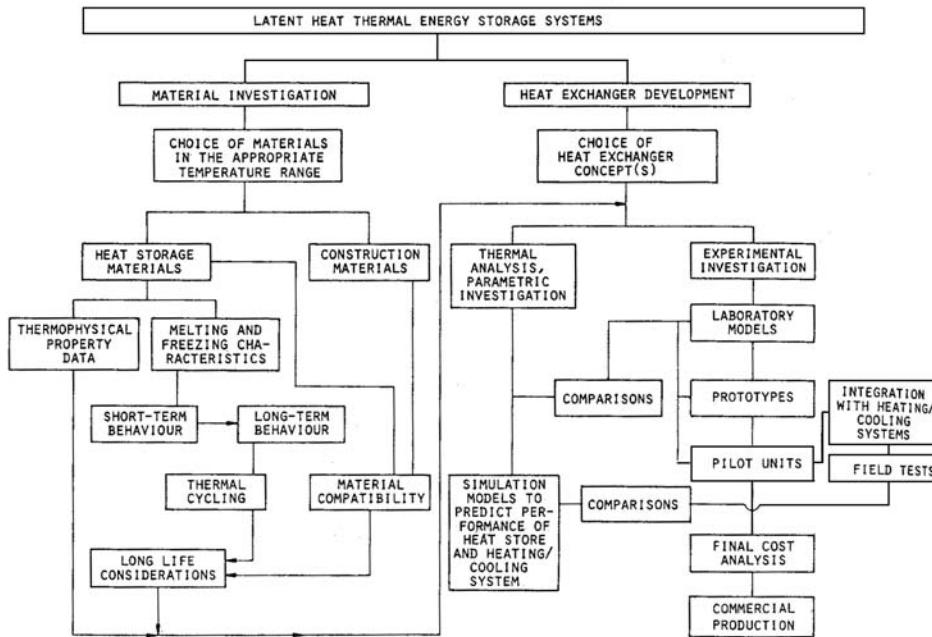 LATENT HEAT THERMAL ENERGY STORAGE SYSTEMS
MATERIAL INVESTIGATION
HEAT EXCHANGER DEVELOPMENT
CHOICE OF MATERIALS
IN THE APPROPRIATE
TEMPERATURE RANGE
CHOICE OF
HEAT EXCHANGER
CONCEPT(S)
HEAT STORAGE
MATERIALS
CONSTRUCTION
MATERIALS
THERMAL
ANALYSIS,
PARAMETRIC
INVESTIGATION
EXPERIMENTAL
INVESTIGATION
THERMOPHYSICAL
PROPERTY
DATA
MELTING AND
FREEZING CHA-
RACTERISTICS
LABORATORY
MODELS
COMPARISONS
PROTOTYPES
INTEGRATION
WITH HEATING/
COOLING
SYSTEMS
SHORT-TERM
BEHAVIOUR
LONG-TERM
BEHAVIOUR
PILOT UNITS
FIELD TESTS
THERMAL
CYCLING
MATERIAL
COMPATIBILITY
SIMULATION
MODELS TO
PREDICT PER-
FORMANCE OF
HEAT STORE
AND HEATING/
COOLING
SYSTEM
COMPARISONS
LONG LIFE
CONSIDERATIONS
FINAL COST
ANALYSIS
COMMERCIAL
PRODUCTION